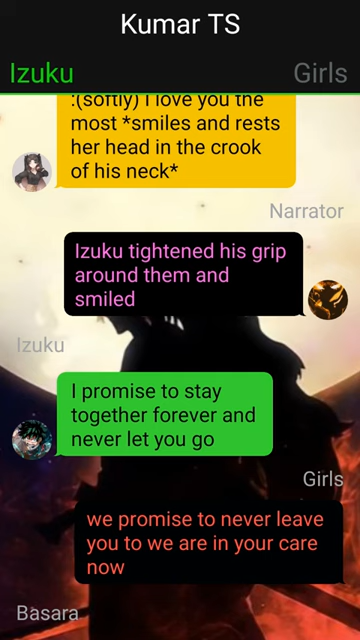 Kumar TS
Izuku
Girls
:(softly) I love you the
most *smiles and rests
her head in the crook
of his neck*
Narrator
Izuku tightened his grip
around them and
smiled
Izuku
I promise to stay
together forever and
never let you go
Girls
we promise to never leave
you to we are in your care
now
Basara